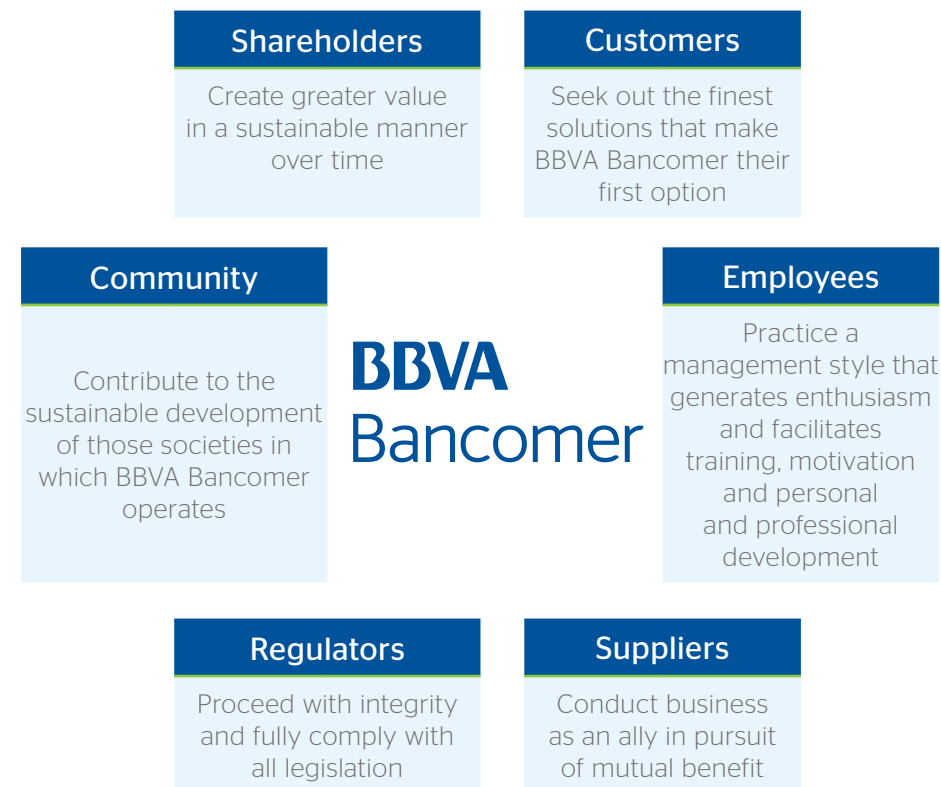 Shareholders
Create greater value
in a sustainable manner
over time
Customers
Seek out the finest
solutions that make
BBVA Bancomer their
first option
Community
Contribute to the
sustainable development
of those societies in
which BBVA Bancomer
operates
BBVA
Bancomer
Employees
Practice a
management style that
generates enthusiasm
and facilitates
training, motivation
and personal
and professional
development
Regulators
Proceed with integrity
and fully comply with
all legislation
Suppliers
Conduct business
as an ally in pursuit
of mutual benefit